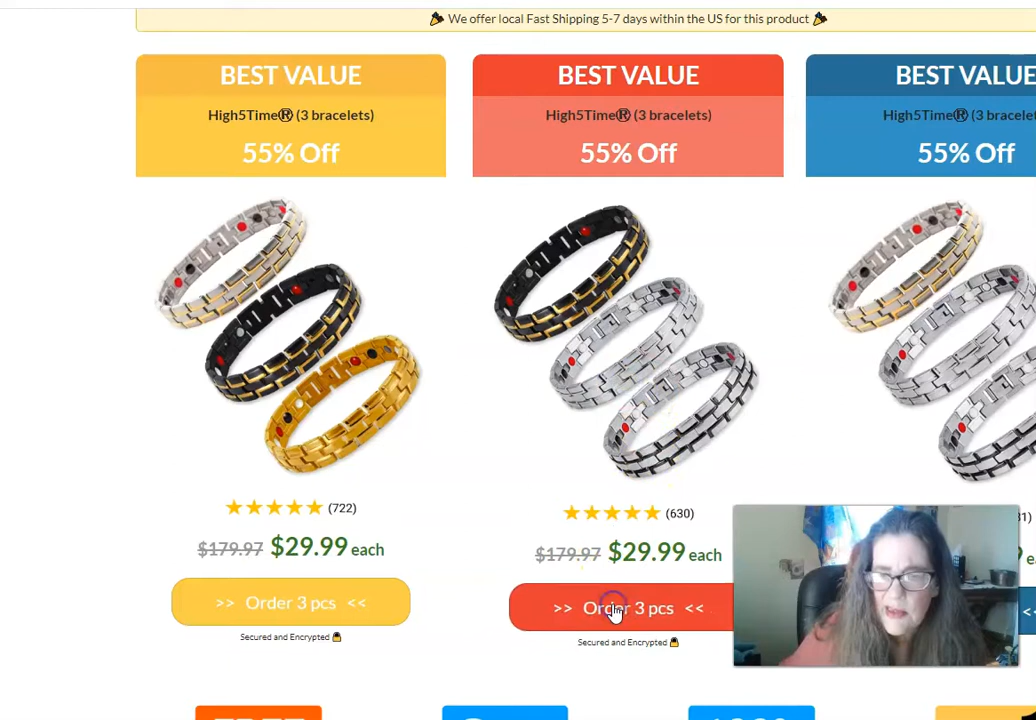 We offer local Fast Shipping 5-7 days within the US for this product
BEST VALUE
High5Time® (3 bracelets)
55% Off
★★★★★ (722)
$179.97 $29.99 each
>> Order 3 pcs <<
Secured and Encrypted
BEST VALUE
High5Time® (3 bracelets)
55% Off
★★★★★ (630)
$179.97 $29.99 each
>> Order 3 pcs <<
Secured and Encrypted
BEST VALUE
High5Time® (3
55% Off